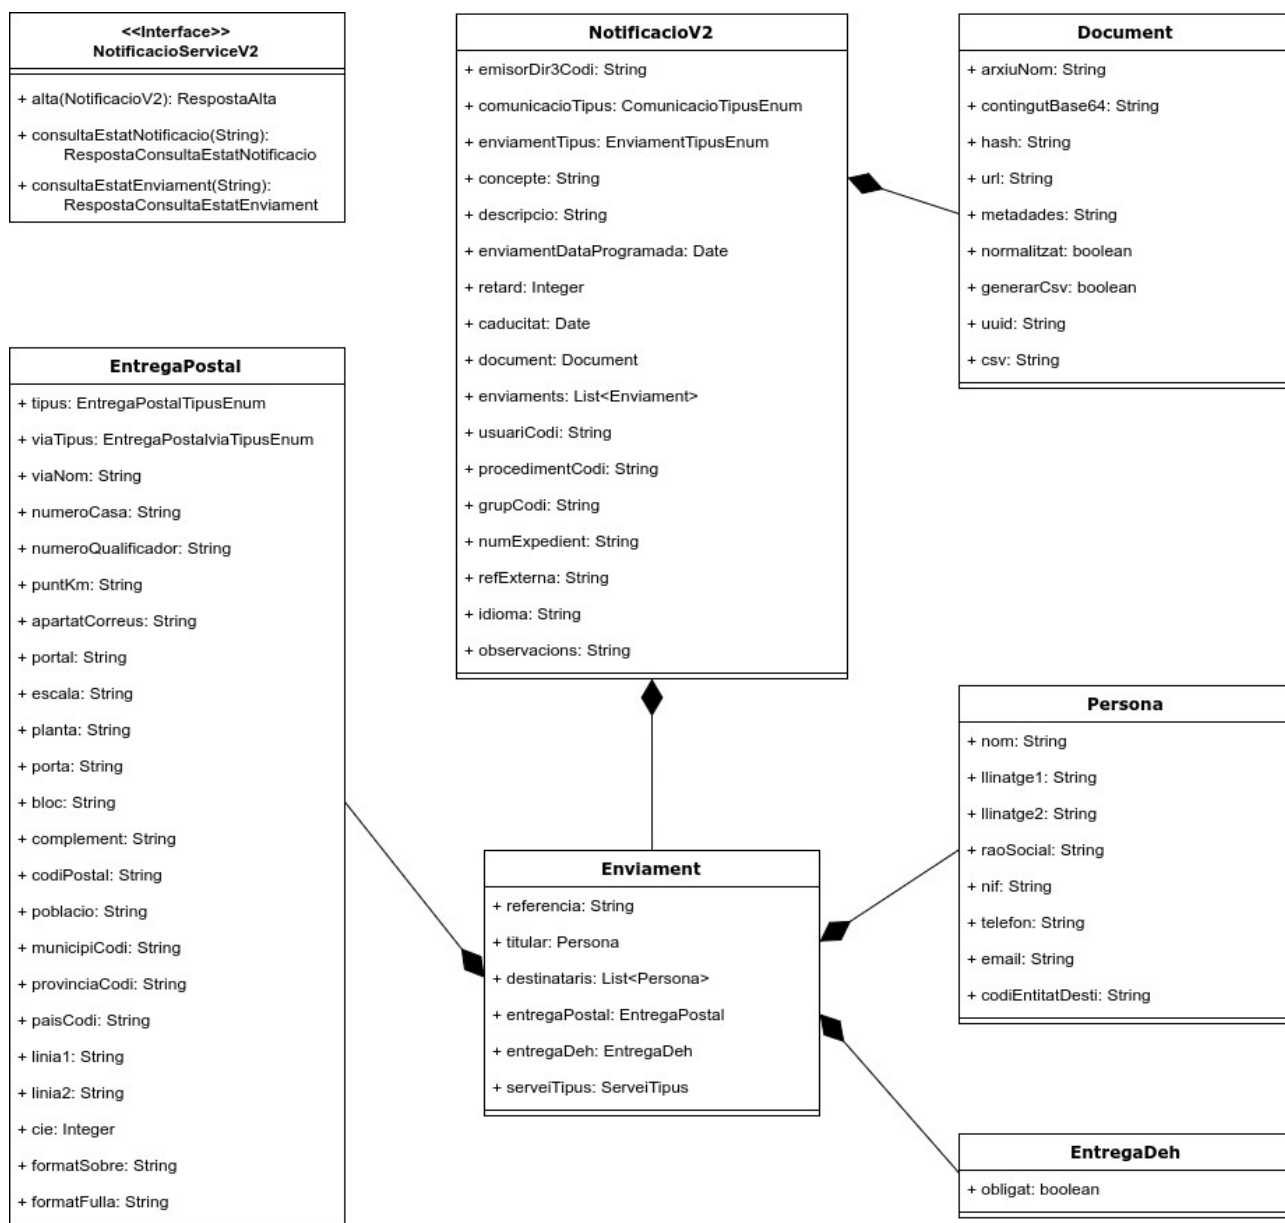 <<Interface>>
NotificacioServiceV2
+ alta(NotificacioV2): RespostaAlta
+ consultaEstatNotificacio(String):
RespostaConsultaEstatNotificacio
+ consultaEstatEnviament(String):
RespostaConsultaEstatEnviament
NotificacioV2
+ emisorDir3Codi: String
+ comunicacioTipus: ComunicacioTipusEnum
+ enviamentTipus: EnviamentTipusEnum
+ concepte: String
+ descripcio: String
+ enviamentDataProgramada: Date
+ retard: Integer
+ caducitat: Date
+ document: Document
+ enviaments: List<Enviament>
+ usuariCodi: String
+ procedimentCodi: String
+ grupCodi: String
+ numExpedient: String
+ refExterna: String
+ idioma: String
+ observacions: String
Document
+ arxiuNom: String
+ contingutBase64: String
+ hash: String
+ url: String
+ metadades: String
+ normalitzat: boolean
+ generarCsv: boolean
+ uuid: String
+ csv: String
EntregaPostal
+ tipus: EntregaPostalTipusEnum
+ viaTipus: EntregaPostalviaTipusEnum
+ viaNom: String
+ numeroCasa: String
+ numeroQualificador: String
+ puntKm: String
+ apartatCorreus: String
+ portal: String
+ escala: String
+ planta: String
+ porta: String
+ bloc: String
+ complement: String
+ codiPostal: String
+ poblacio: String
+ municipiCodi: String
+ provinciaCodi: String
+ paisCodi: String
+ linia1: String
+ linia2: String
+ cie: Integer
+ formatSobre: String
+ formatFulla: String
Enviament
+ referencia: String
+ titular: Persona
+ destinataris: List<Persona>
+ entregaPostal: EntregaPostal
+ entregaDeh: EntregaDeh
+ serveiTipus: ServeiTipus
Persona
+ nom: String
+ llinatge1: String
+ llinatge2: String
+ raoSocial: String
+ nif: String
+ telefon: String
+ email: String
+ codiEntitatDesti: String
EntregaDeh
+ obligat: boolean